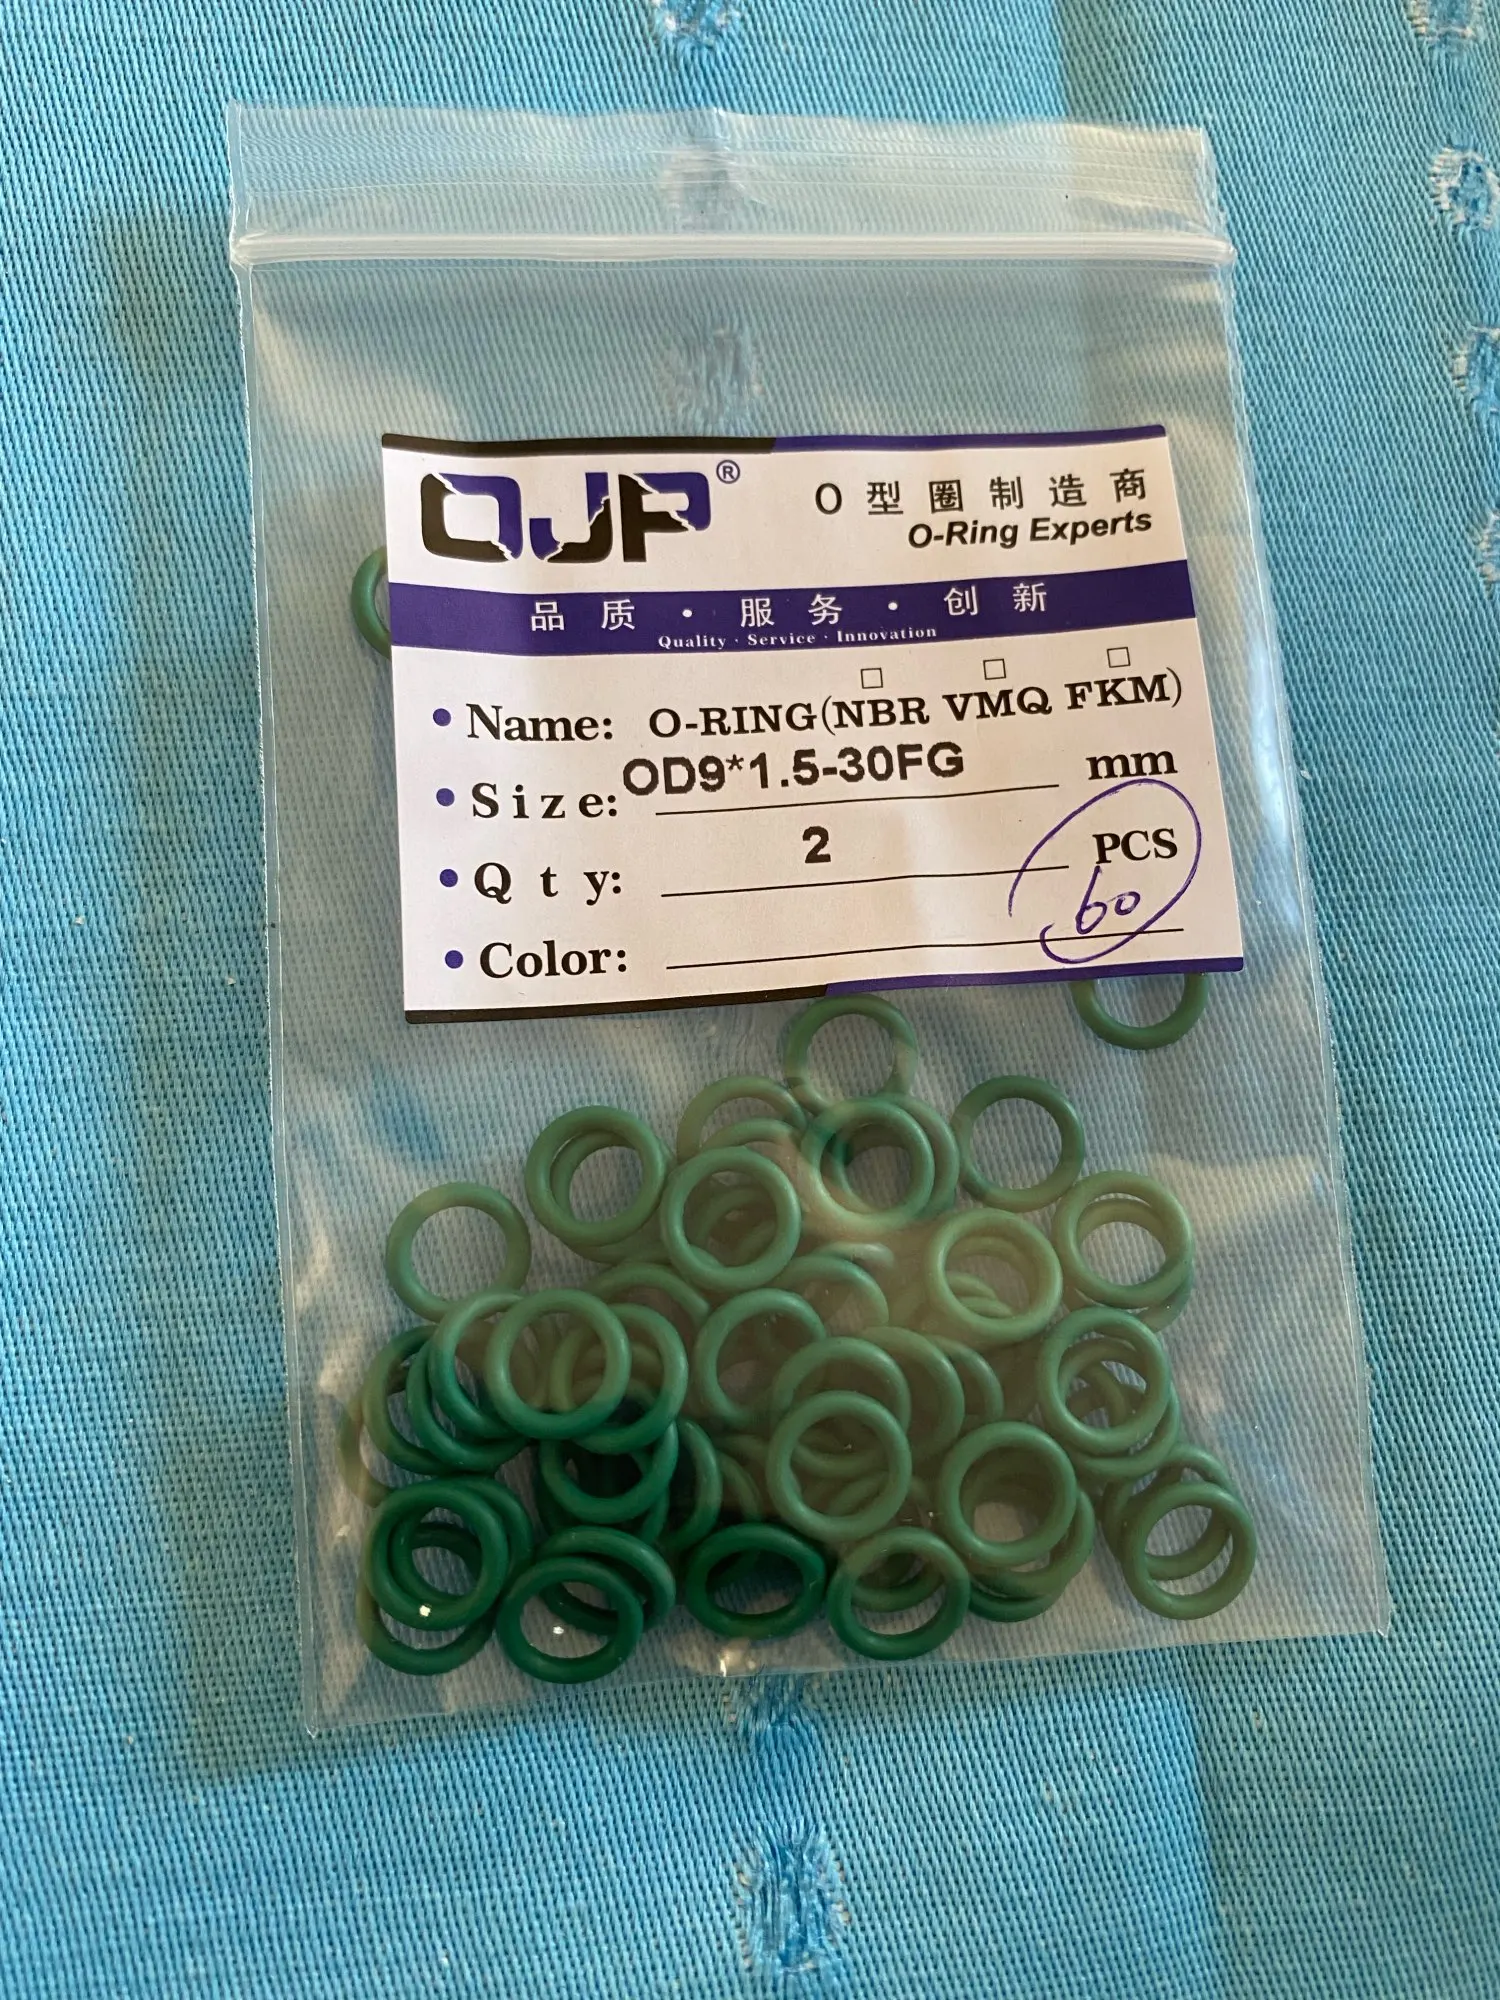 OJP®
O型圈制造商
O-Ring Experts
品质·服务·创新
Quality · Service · Innovation
• Name: O-RING(NBR VMQ FKM)
• Size: OD9*1.5-30FG mm
• Qty: 2 PCS
60
• Color: